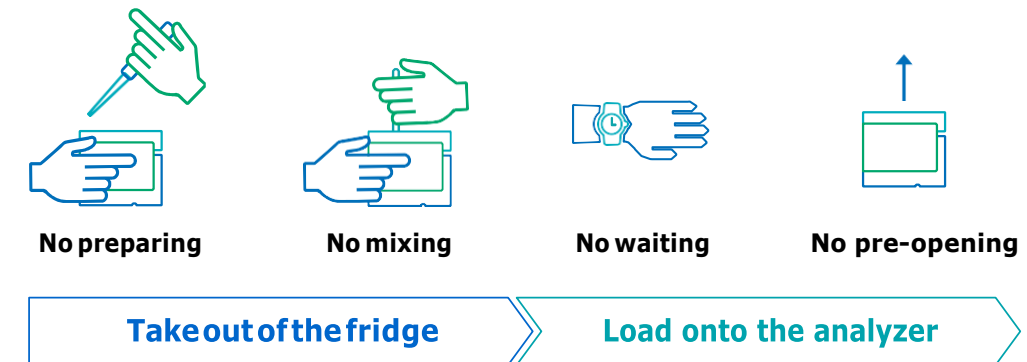 No preparing
No mixing
No waiting
No pre-opening
Take out of the fridge
Load onto the analyzer